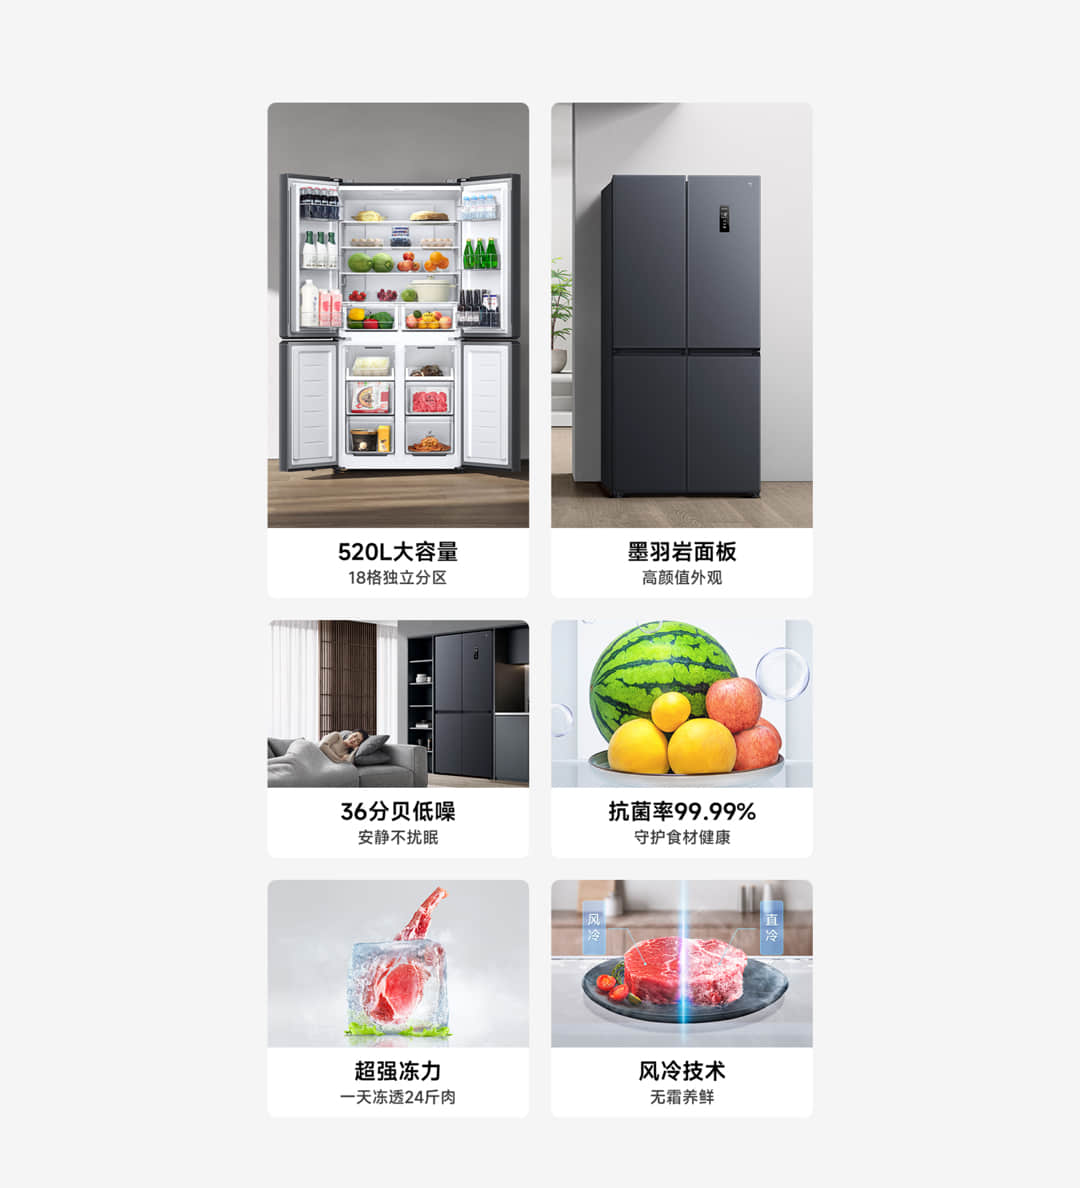 520L大容量
18格独立分区
墨羽岩面板
高颜值外观
36分贝低噪
安静不扰眠
抗菌率99.99%
守护食材健康
超强冻力
一天冻透24斤肉
风冷
直冷
风冷技术
无霜养鲜